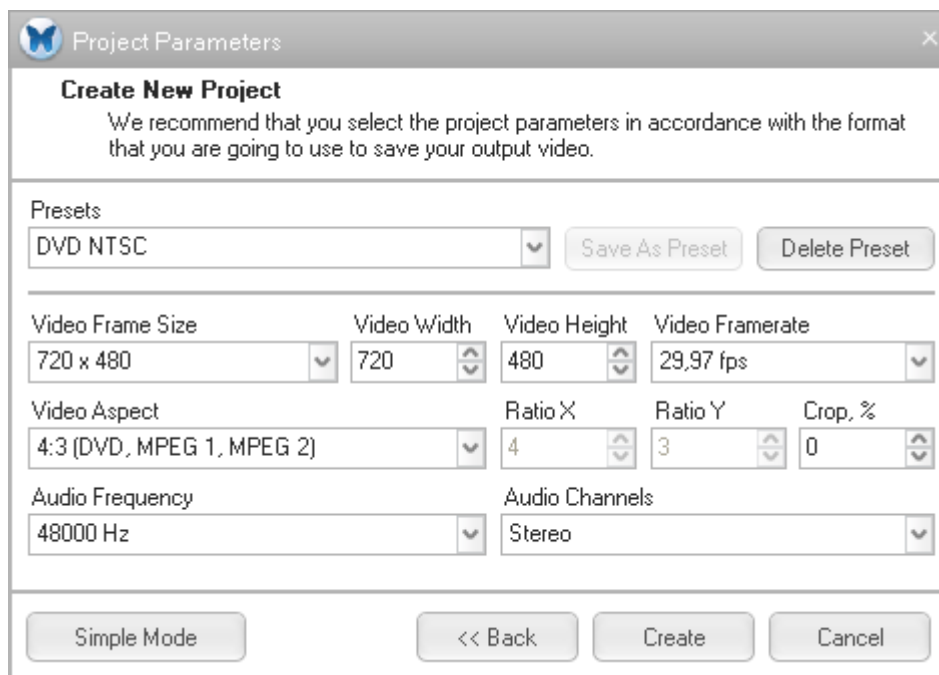 Project Parameters
Create New Project
We recommend that you select the project parameters in accordance with the format
that you are going to use to save your output video.
Presets
DVD NTSC
Save As Preset
Delete Preset
Video Frame Size
Video Width
Video Height
Video Framerate
720 x 480
720
480
29,97 fps
Video Aspect
Ratio X
Ratio Y
Crop, %
4:3 (DVD, MPEG 1, MPEG 2)
4
3
0
Audio Frequency
Audio Channels
48000 Hz
Stereo
Simple Mode
<< Back
Create
Cancel